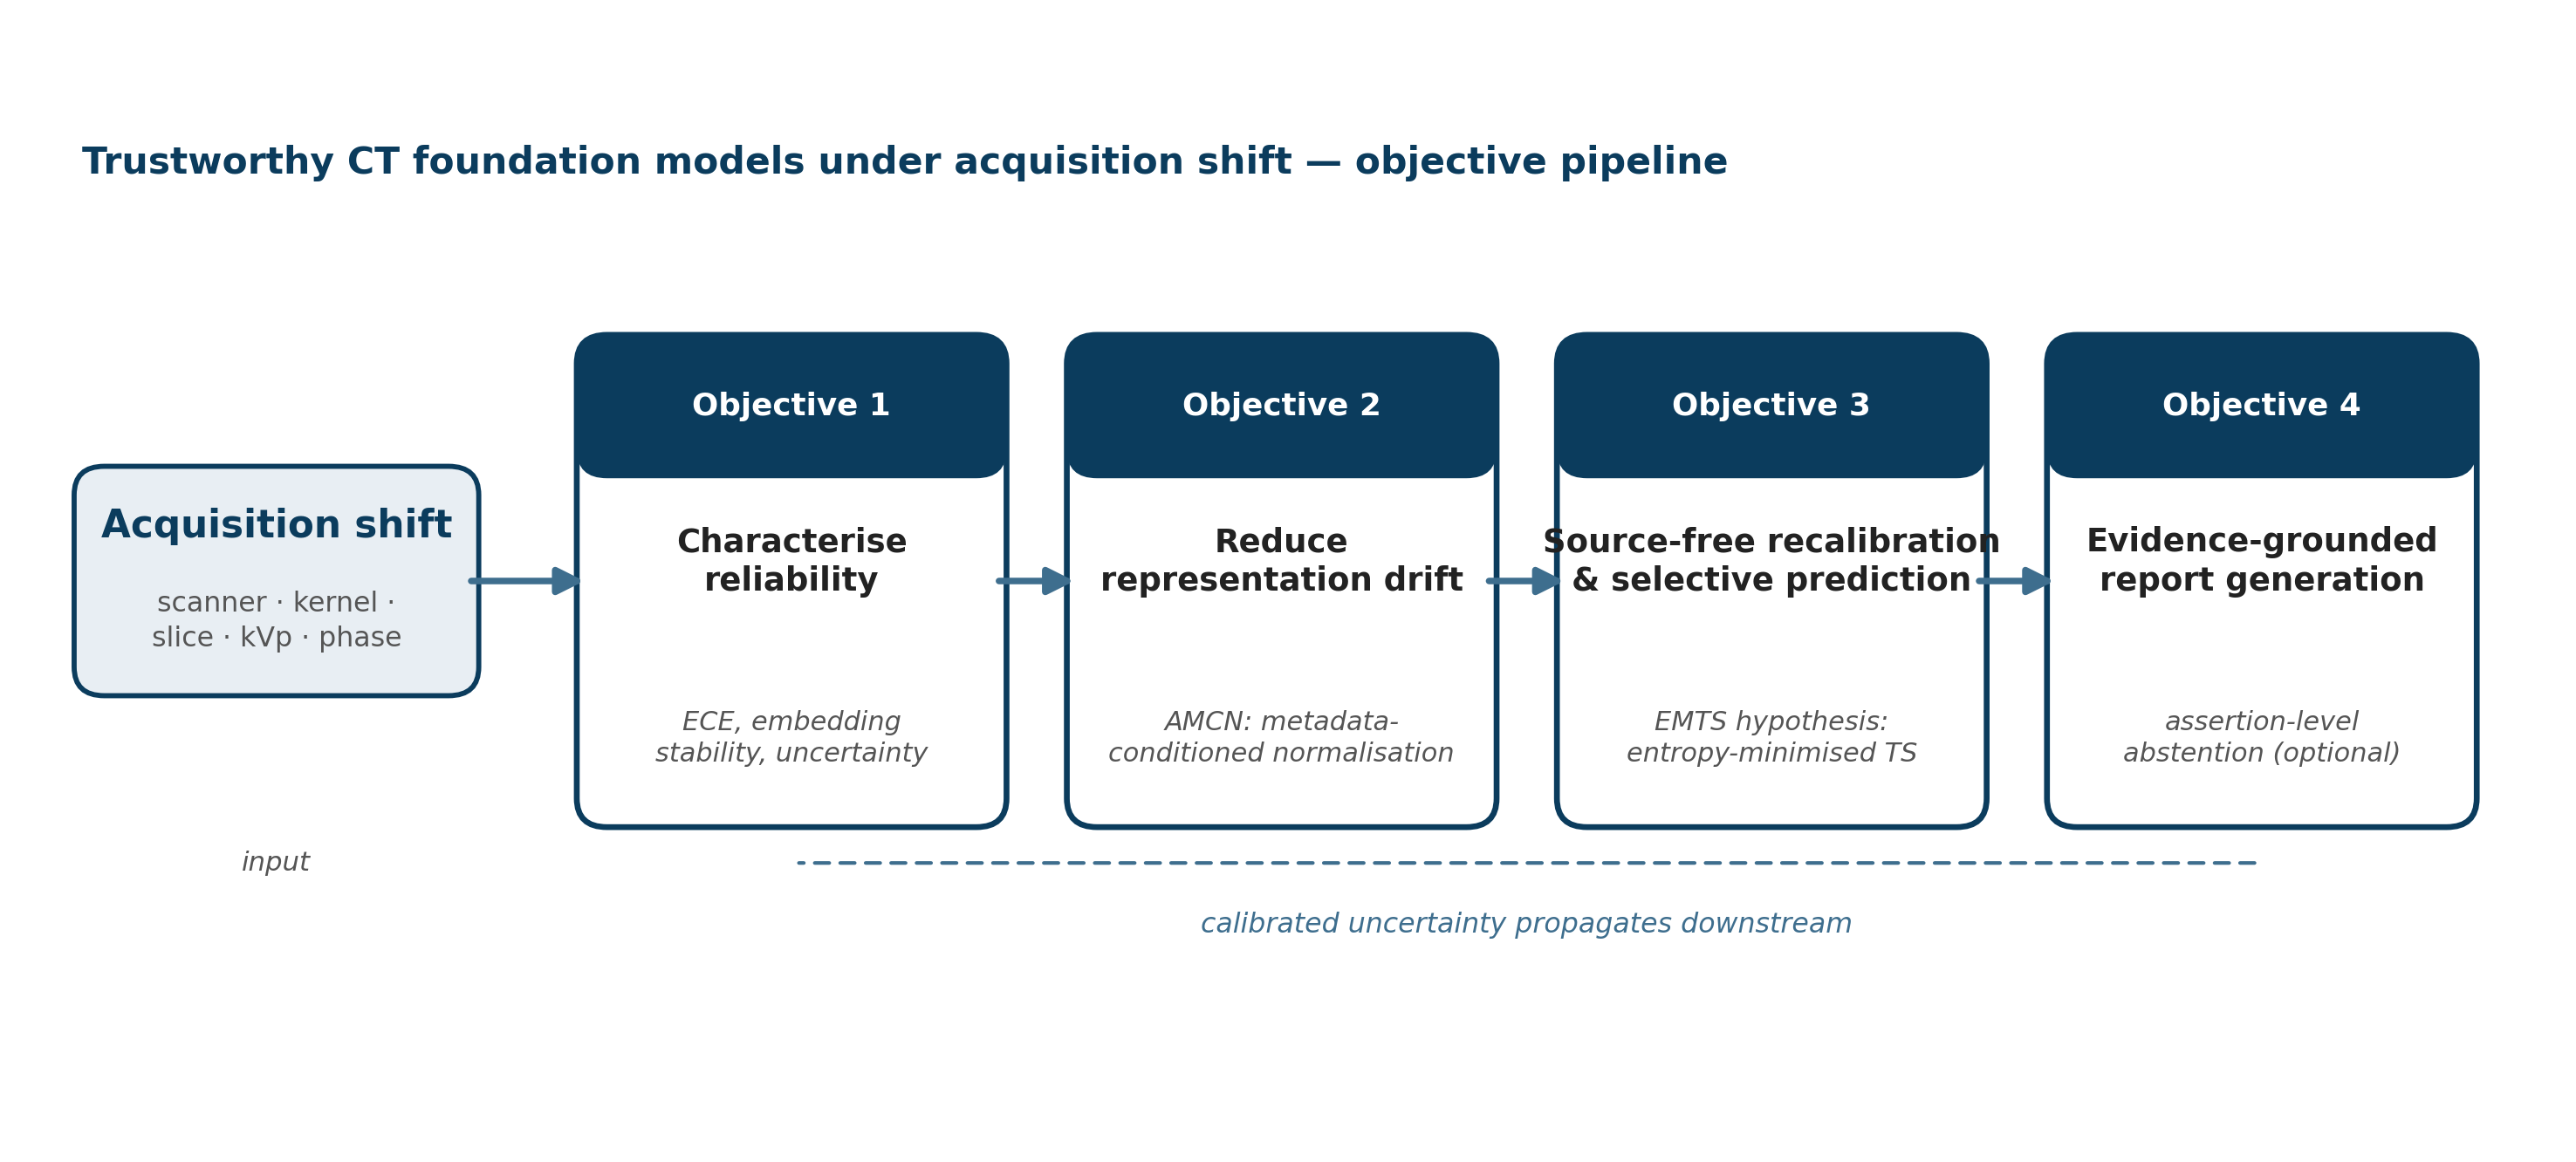 Trustworthy CT foundation models under acquisition shift — objective pipeline
Acquisition shift
scanner · kernel ·
slice · kVp · phase
input
Objective 1
Characterise
reliability
ECE, embedding
stability, uncertainty
Objective 2
Reduce
representation drift
AMCN: metadata-
conditioned normalisation
Objective 3
Source-free recalibration
& selective prediction
EMTS hypothesis:
entropy-minimised TS
Objective 4
Evidence-grounded
report generation
assertion-level
abstention (optional)
calibrated uncertainty propagates downstream